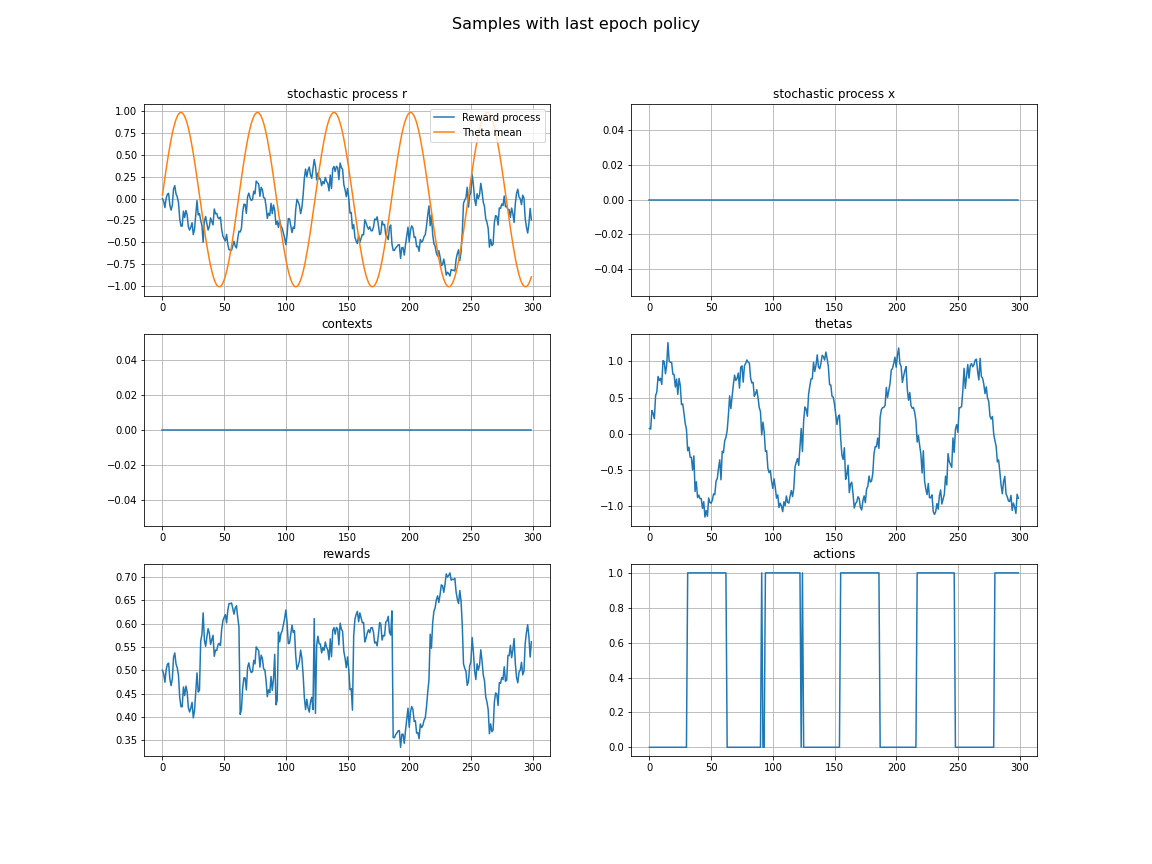 Samples with last epoch policy
stochastic process r
1.00
0.75
0.50
0.25
0.00
−0.25
−0.50
−0.75
−1.00
Reward process
Theta mean
0 50 100 150 200 250 300
stochastic process x
0.04
0.02
0.00
−0.02
−0.04
0 50 100 150 200 250 300
contexts
0.04
0.02
0.00
−0.02
−0.04
0 50 100 150 200 250 300
thetas
1.0
0.5
0.0
−0.5
−1.0
0 50 100 150 200 250 300
rewards
0.70
0.65
0.60
0.55
0.50
0.45
0.40
0.35
0 50 100 150 200 250 300
actions
1.0
0.8
0.6
0.4
0.2
0.0
0 50 100 150 200 250 300